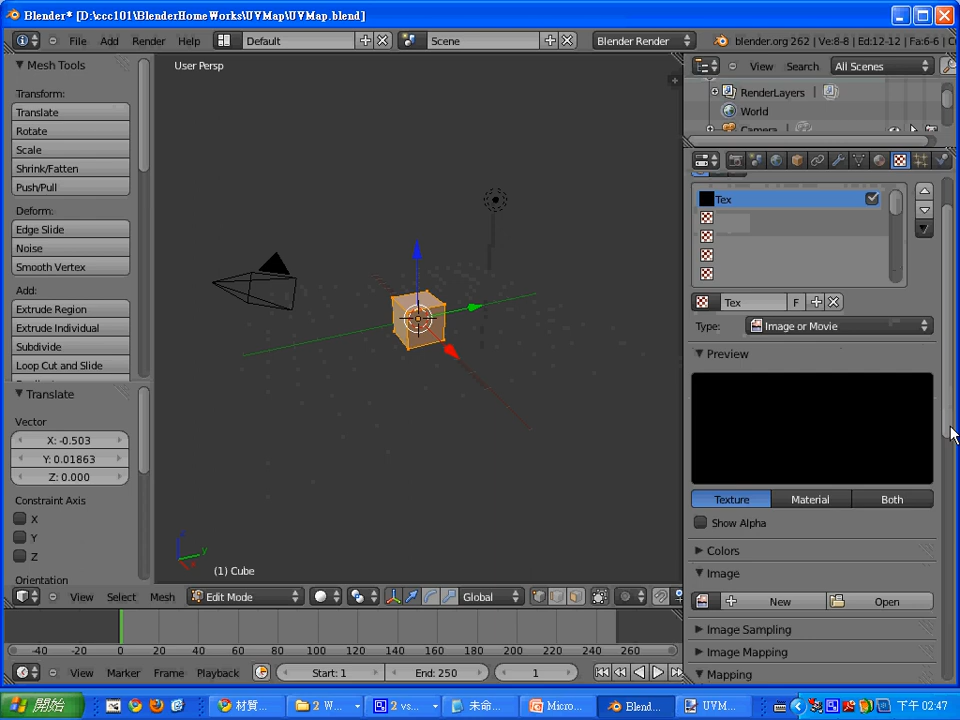 Blender* [D:\ccc101\BlenderHomeWorks\UVMap\UVMap.blend]
File Add Render Help Default Scene Blender Render blender.org 262 | Ve:8-8 | Ed:12-12 | Fa:6-6 | C
Mesh Tools
Transform:
Translate
Rotate
Scale
Shrink/Fatten
Push/Pull
Deform:
Edge Slide
Noise
Smooth Vertex
Add:
Extrude Region
Extrude Individual
Subdivide
Loop Cut and Slide
Translate
Vector
X: -0.503
Y: 0.01863
Z: 0.000
Constraint Axis
X
Y
Z
Orientation
User Persp
z
y
x
(1) Cube
View Select Mesh Edit Mode Global
-40 -20 0 20 40 60 80 100 120 140 160 180 200 220 240 260
View Marker Frame Playback Start: 1 End: 250 1
View Search All Scenes
RenderLayers |
World
Camera
Tex
Tex F
Type: Image or Movie
Preview
Texture Material Both
Show Alpha
Colors
Image
New Open
Image Sampling
Image Mapping
Mapping
開始 材質... 2 W... 2 vs... 未命... Micro... Blend... UVM... 下午 02:47